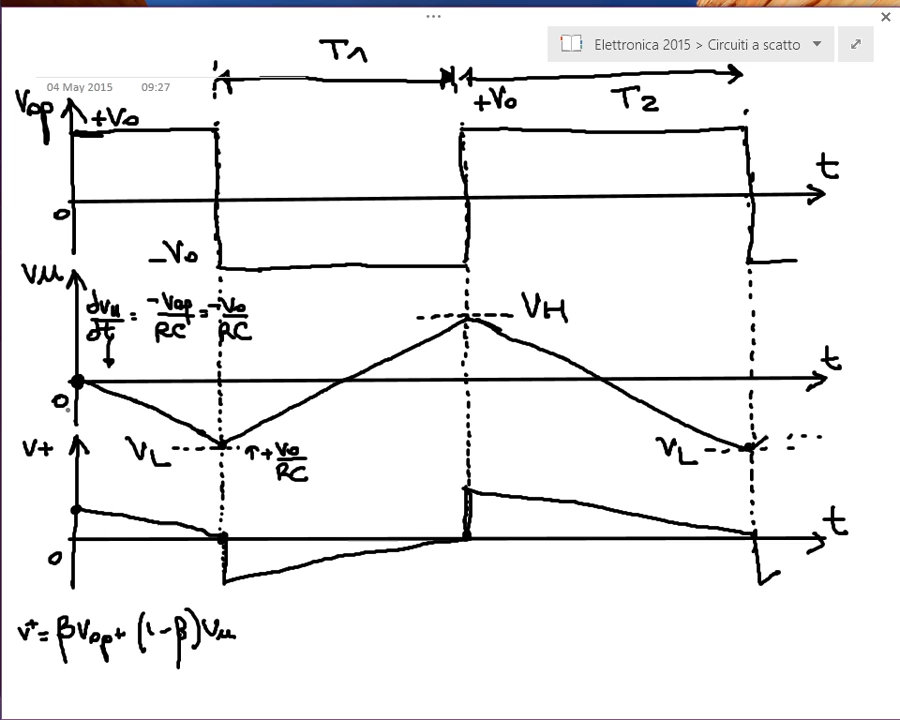 Elettronica 2015 > Circuiti a scatto
04 May 2015 09:27
T1
T2
Vop
+Vo
+Vo
t
0
-Vo
Vu
dvu/dt = -Vop/RC = -Vo/RC
VH
t
0
VL
↑ +Vo/RC
VL
V+
t
0
v+ = βVop + (1-β)Vu